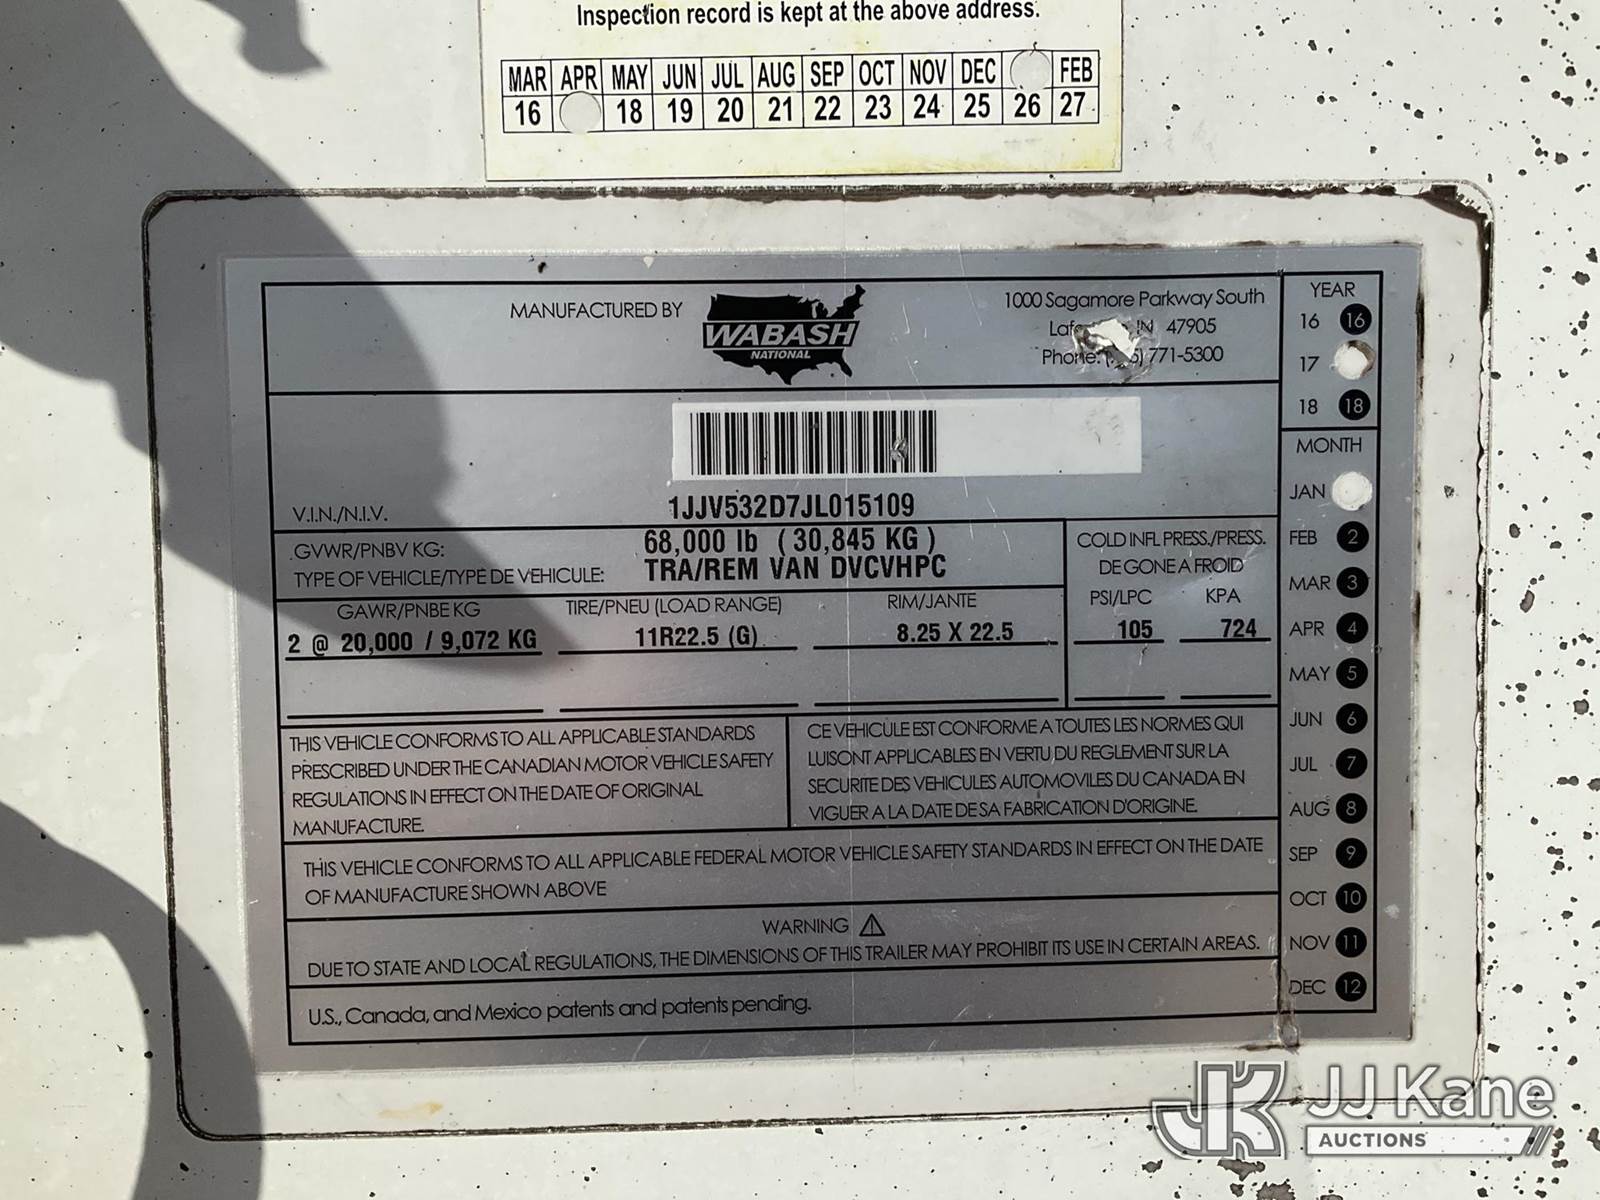 Inspection record is kept at the above address.
MAR APR MAY JUN JUL AUG SEP OCT NOV DEC FEB
16 18 19 20 21 22 23 24 25 26 27
MANUFACTURED BY
WABASH
NATIONAL
1000 Sagamore Parkway South
IN 47905
Phone: 771-5300
V.I.N./N.I.V.
1JJV532D7JL015109
GVWR/PNBV KG:
68,000 lb ( 30,845 KG )
TYPE OF VEHICLE/TYPE DE VEHICULE:
TRA/REM VAN DVCVHPC
GAWR/PNBE KG
TIRE/PNEU (LOAD RANGE)
RIM/JANTE
COLD INFL PRESS./PRESS.
DE GONE A FROID
PSI/LPC KPA
2 @ 20,000 / 9,072 KG
11R22.5 (G)
8.25 X 22.5
105
724
THIS VEHICLE CONFORMS TO ALL APPLICABLE STANDARDS
PRESCRIBED UNDER THE CANADIAN MOTOR VEHICLE SAFETY
REGULATIONS IN EFFECT ON THE DATE OF ORIGINAL
MANUFACTURE.
CE VEHICULE EST CONFORME A TOUTES LES NORMES QUI
LUISONT APPLICABLES EN VERTU DU REGLEMENT SUR LA
SECURITE DES VEHICULES AUTOMOVILES DU CANADA EN
VIGUER A LA DATE DE SA FABRICATION D'ORIGINE.
THIS VEHICLE CONFORMS TO ALL APPLICABLE FEDERAL MOTOR VEHICLE SAFETY STANDARDS IN EFFECT ON THE DATE
OF MANUFACTURE SHOWN ABOVE
WARNING
DUE TO STATE AND LOCAL REGULATIONS, THE DIMENSIONS OF THIS TRAILER MAY PROHIBIT ITS USE IN CERTAIN AREAS.
U.S., Canada, and Mexico patents and patents pending.
YEAR
16 16
17
18 18
MONTH
JAN
FEB 2
MAR 3
APR 4
MAY 5
JUN 6
JUL 7
AUG 8
SEP 9
OCT 10
NOV 11
DEC 12
JK JJ Kane
AUCTIONS